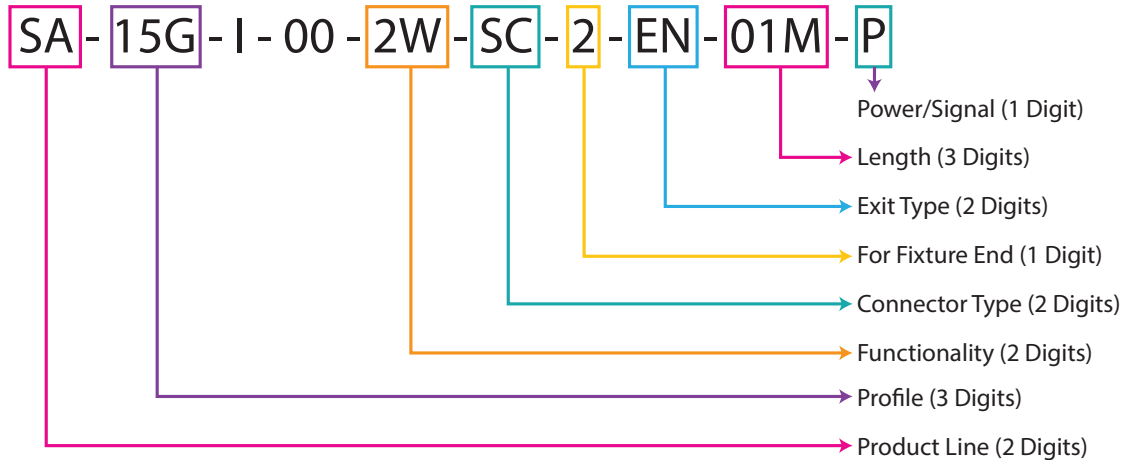 SA-15G-I-00-2W-SC-2-EN-01M-P
Power/Signal (1 Digit)
Length (3 Digits)
Exit Type (2 Digits)
For Fixture End (1 Digit)
Connector Type (2 Digits)
Functionality (2 Digits)
Profile (3 Digits)
Product Line (2 Digits)